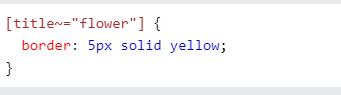 [title~="flower"] {
  border: 5px solid yellow;
}